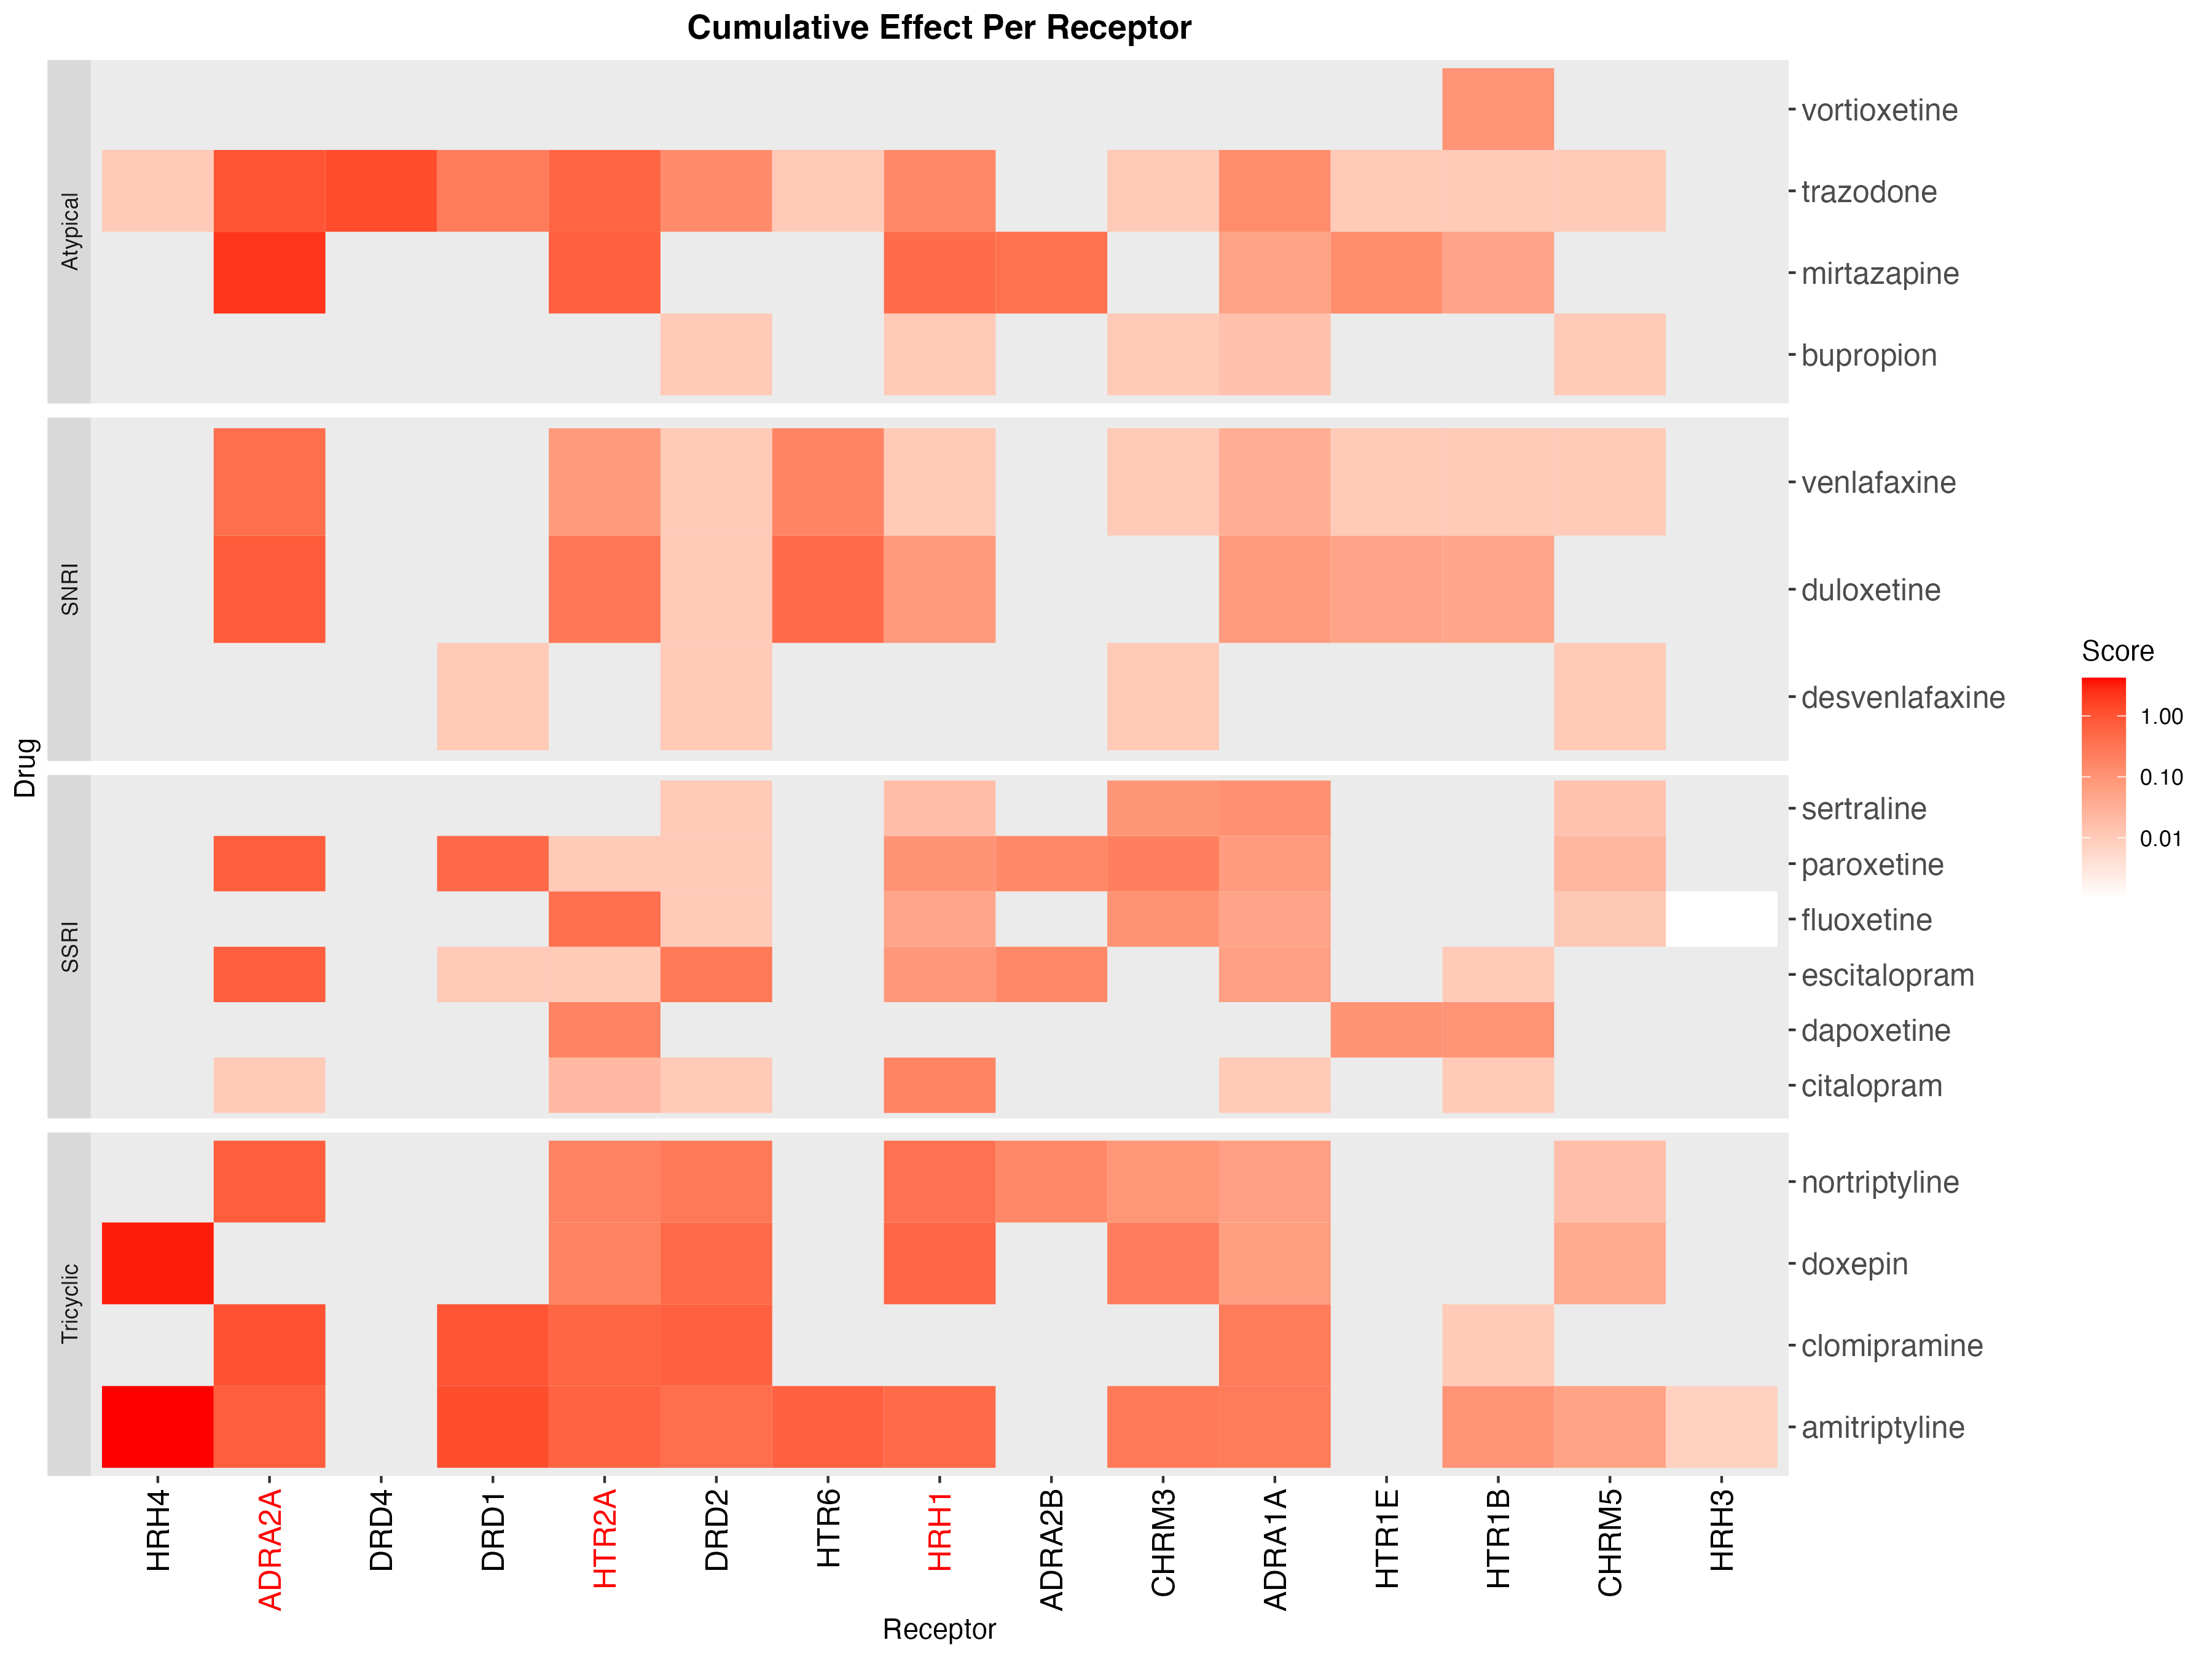 Cumulative Effect Per Receptor
Atypical
vortioxetine
trazodone
mirtazapine
bupropion
SNRI
venlafaxine
duloxetine
desvenlafaxine
SSRI
sertraline
paroxetine
fluoxetine
escitalopram
dapoxetine
citalopram
Tricyclic
nortriptyline
doxepin
clomipramine
amitriptyline
Drug
HRH4
ADRA2A
DRD4
DRD1
HTR2A
DRD2
HTR6
HRH1
ADRA2B
CHRM3
ADRA1A
HTR1E
HTR1B
CHRM5
HRH3
Receptor
Score
1.00
0.10
0.01